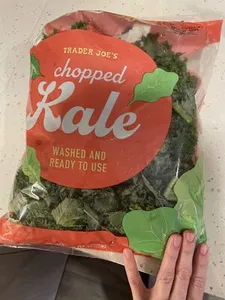 TRADER JOE'S
chopped
Kale
WASHED AND
READY TO USE